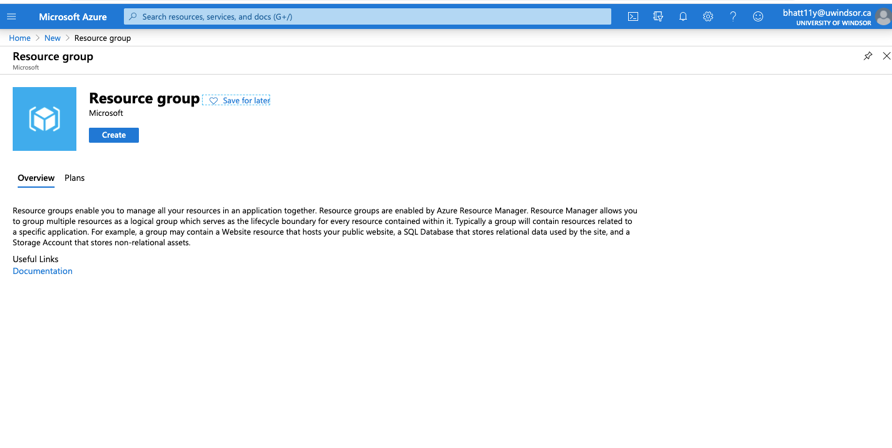 Microsoft Azure
Search resources, services, and docs (G+/)
bhatt11y@uwindsor.ca
UNIVERSITY OF WINDSOR
Home > New > Resource group
Resource group
Microsoft
Resource group Save for later
Microsoft
Create
Overview Plans
Resource groups enable you to manage all your resources in an application together. Resource groups are enabled by Azure Resource Manager. Resource Manager allows you
to group multiple resources as a logical group which serves as the lifecycle boundary for every resource contained within it. Typically a group will contain resources related to
a specific application. For example, a group may contain a Website resource that hosts your public website, a SQL Database that stores relational data used by the site, and a
Storage Account that stores non-relational assets.
Useful Links
Documentation